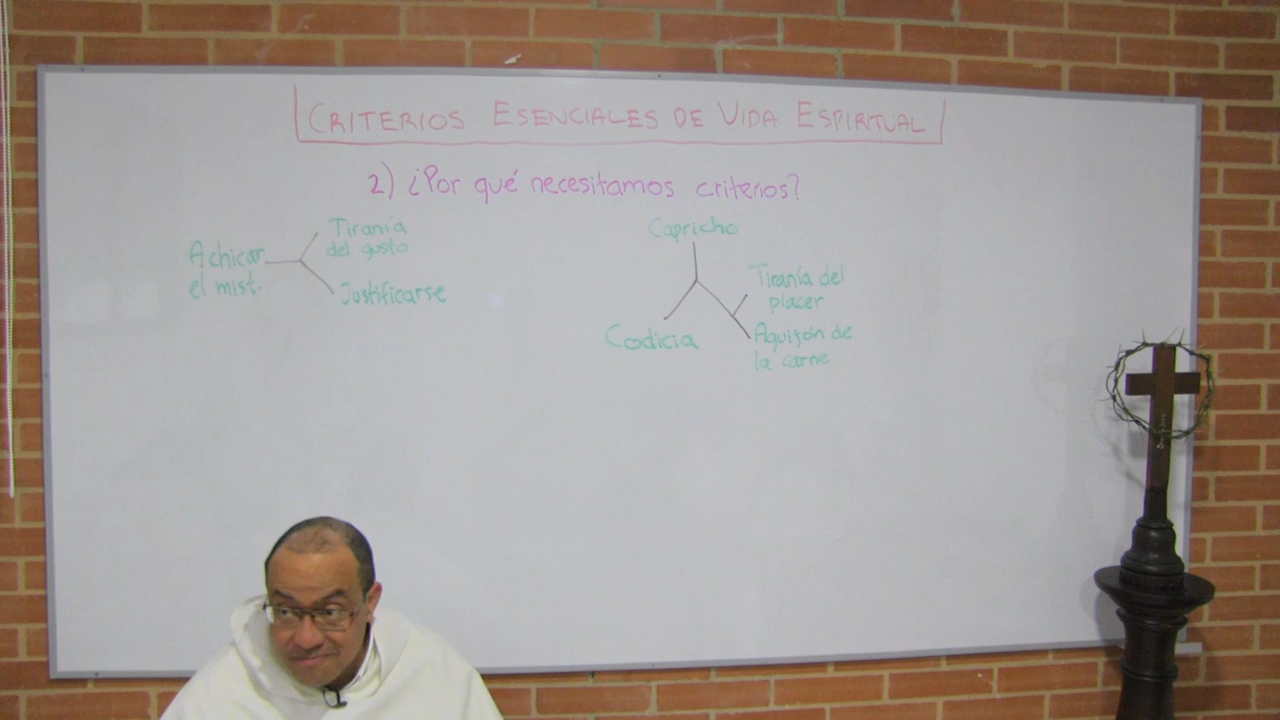 CRITERIOS ESENCIALES DE VIDA ESPIRITUAL
2) ¿Por qué necesitamos criterios?
Achicar
el mist.
Tiranía
del gusto
Justificarse
Capricho
Codicia
Tiranía del
placer
Aguijón de
la carne